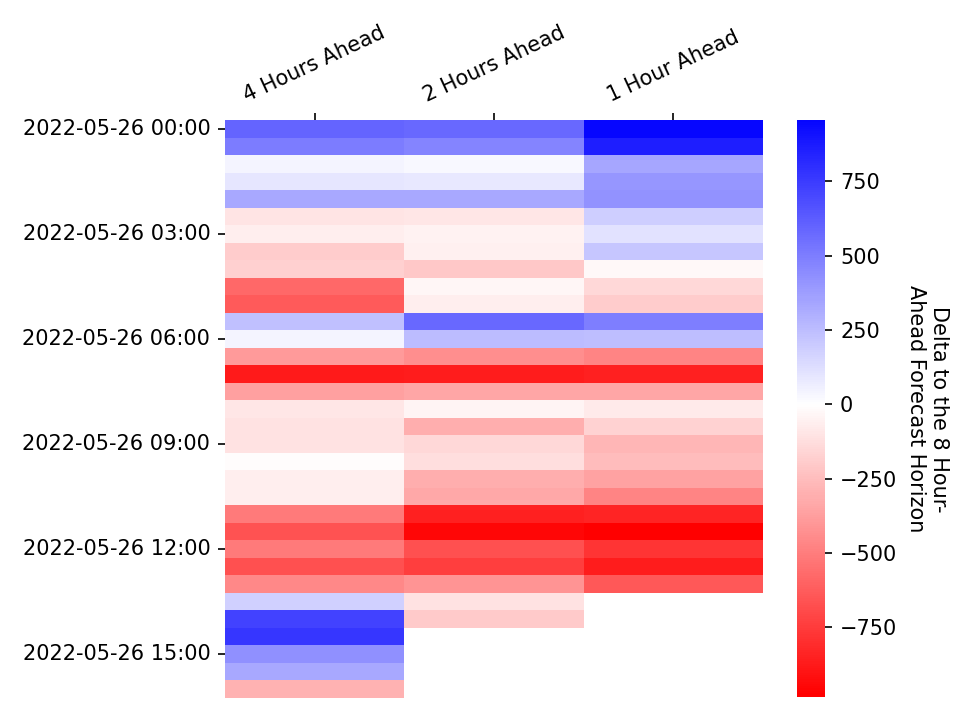 4 Hours Ahead
2 Hours Ahead
1 Hour Ahead
2022-05-26 00:00
2022-05-26 03:00
2022-05-26 06:00
2022-05-26 09:00
2022-05-26 12:00
2022-05-26 15:00
750
500
250
0
−250
−500
−750
Delta to the 8 Hour-
Ahead Forecast Horizon